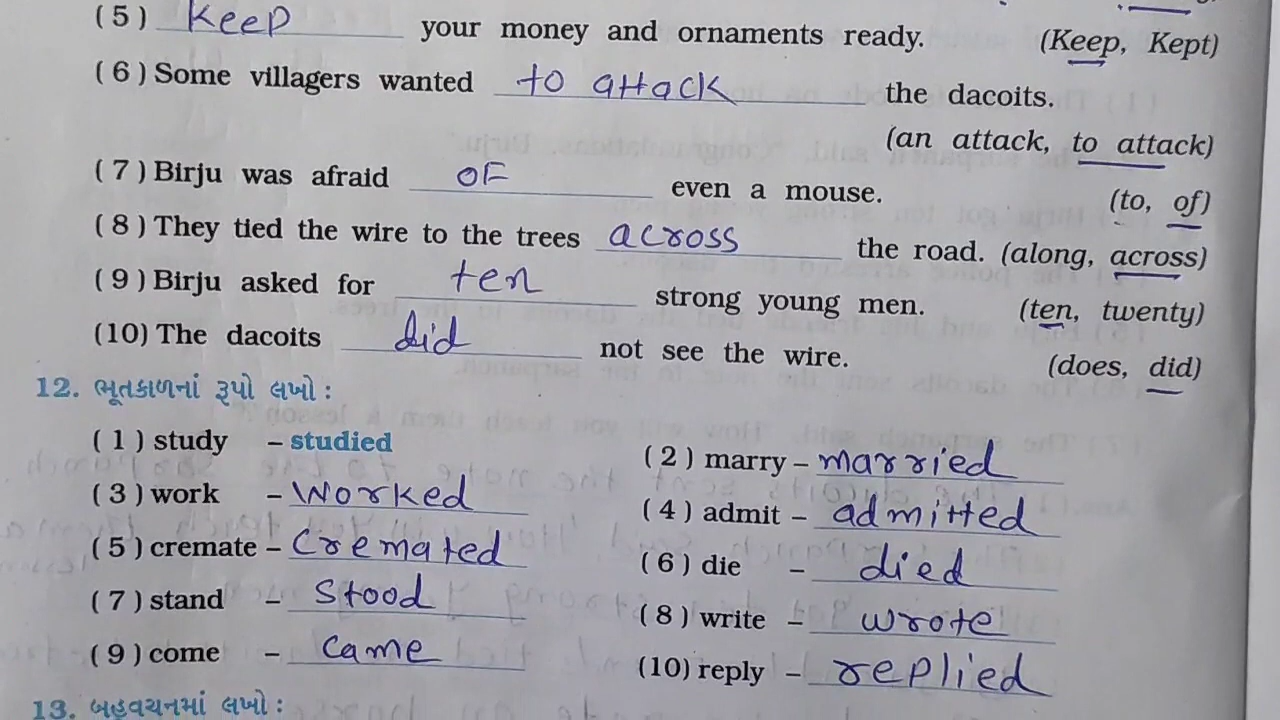 (5) Keep your money and ornaments ready. (Keep, Kept)
(6) Some villagers wanted to attack the dacoits.
(an attack, to attack)
(7) Birju was afraid of even a mouse. (to, of)
(8) They tied the wire to the trees across the road. (along, across)
(9) Birju asked for ten strong young men. (ten, twenty)
(10) The dacoits did not see the wire. (does, did)
12. ભૂતકાળનાં રૂપો લખો :
(1) study – studied (2) marry – married
(3) work – Worked (4) admit – admitted
(5) cremate – Cremated (6) die – died
(7) stand – Stood (8) write – wrote
(9) come – Came (10) reply – replied
13. બહુવચનમાં લખો :